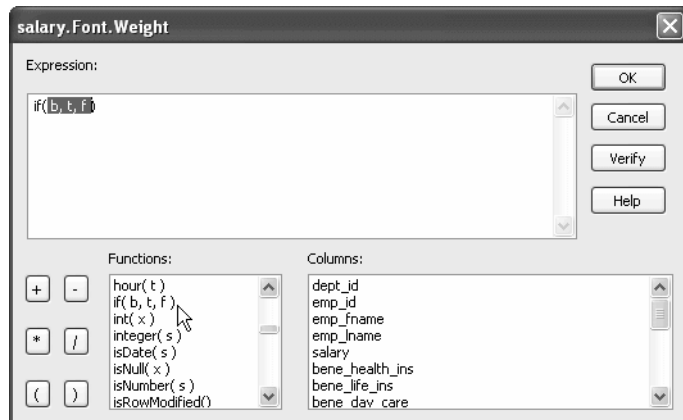 salary.Font.Weight
Expression:
if( b, t, f )
OK
Cancel
Verify
Help
Functions:
Columns:
+ -
* /
( )
hour( t )
if( b, t, f )
int( x )
integer( s )
isDate( s )
isNull( x )
isNumber( s )
isRowModified()
dept_id
emp_id
emp_fname
emp_lname
salary
bene_health_ins
bene_life_ins
bene_day_care